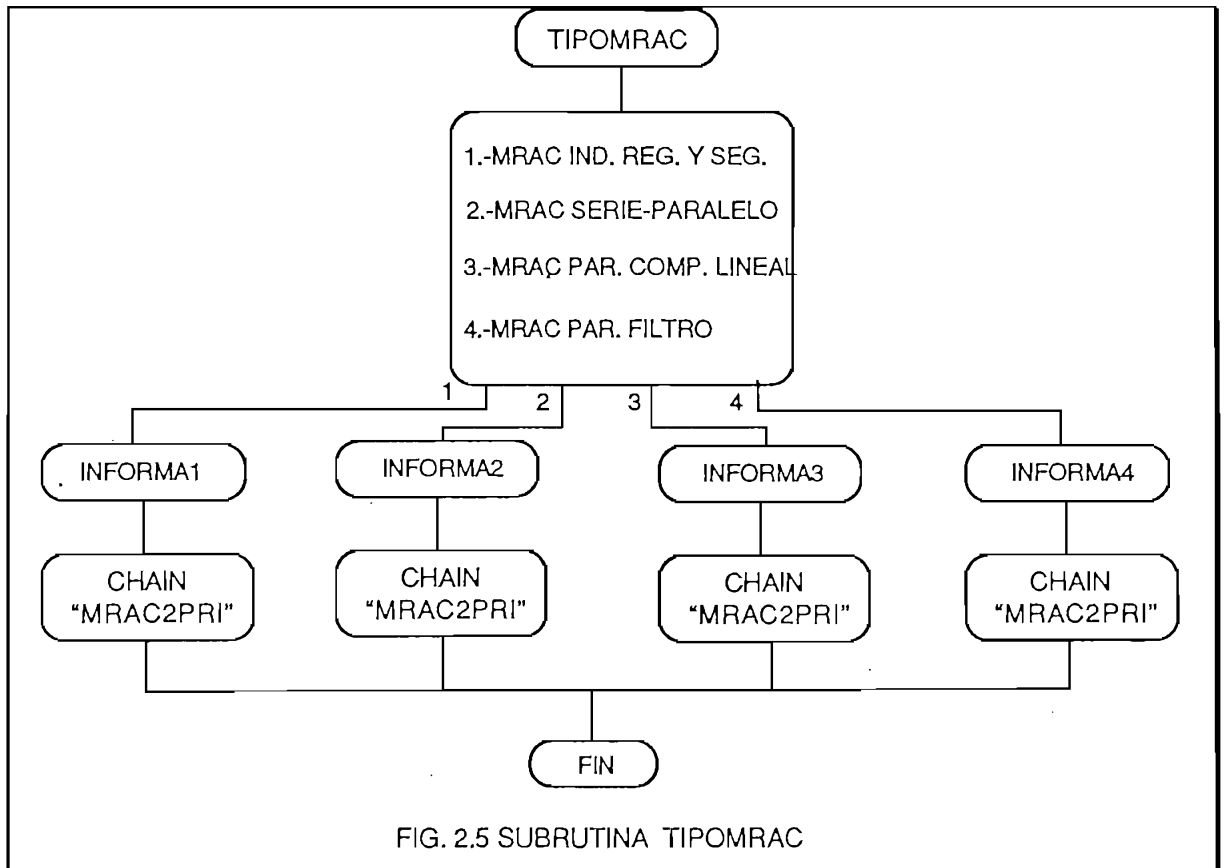 TIPOMRAC
1.-MRAC IND. REG. Y SEG.
2.-MRAC SERIE-PARALELO
3.-MRAC PAR. COMP. LINEAL
4.-MRAC PAR. FILTRO
1 2 3 4
INFORMA1 INFORMA2 INFORMA3 INFORMA4
CHAIN CHAIN CHAIN CHAIN
"MRAC2PRI" "MRAC2PRI" "MRAC2PRI" "MRAC2PRI"
FIN
FIG. 2.5 SUBRUTINA TIPOMRAC